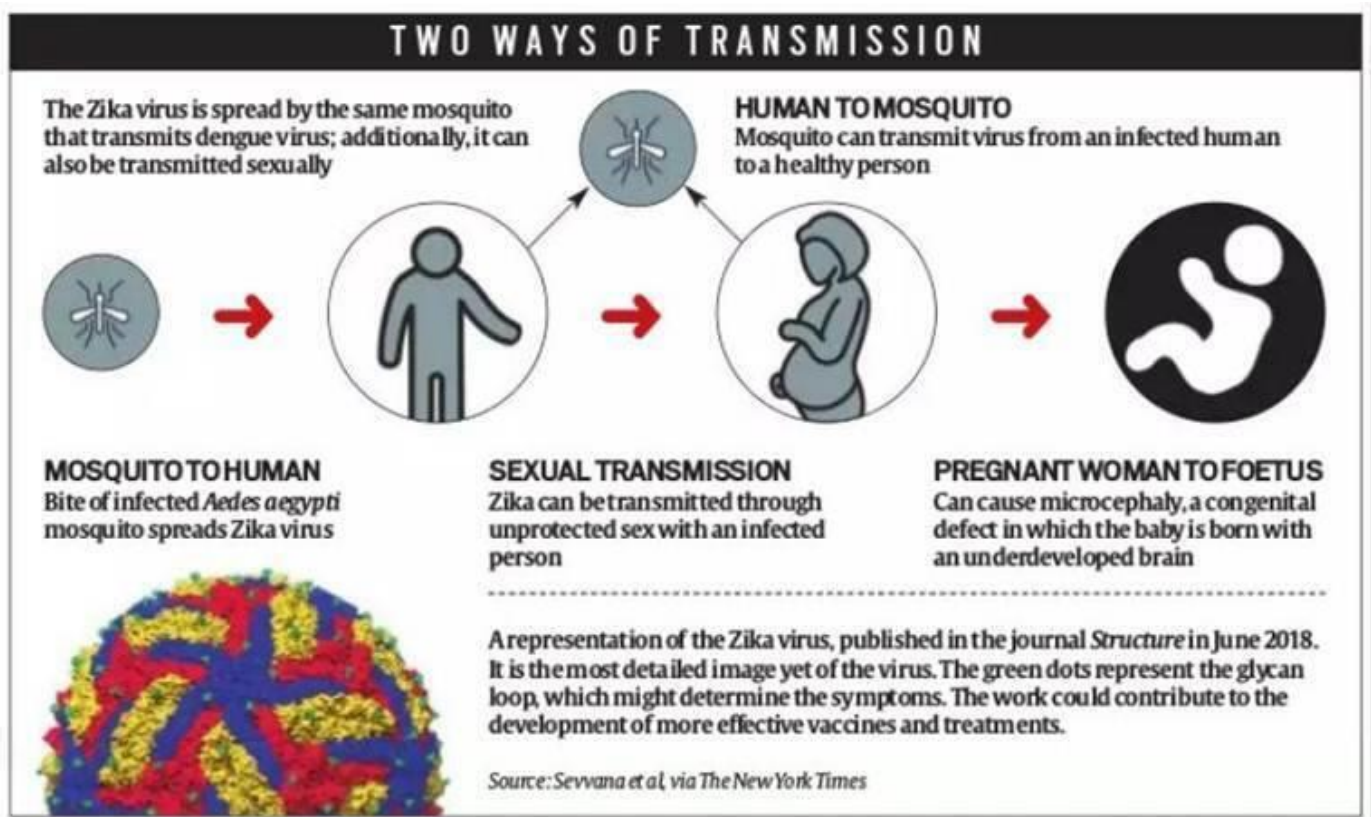 TWO WAYS OF TRANSMISSION
The Zika virus is spread by the same mosquito
that transmits dengue virus; additionally, it can
also be transmitted sexually
HUMAN TO MOSQUITO
Mosquito can transmit virus from an infected human
to a healthy person
MOSQUITO TO HUMAN
Bite of infected Aedes aegypti
mosquito spreads Zika virus
SEXUAL TRANSMISSION
Zika can be transmitted through
unprotected sex with an infected
person
PREGNANT WOMAN TO FOETUS
Can cause microcephaly, a congenital
defect in which the baby is born with
an underdeveloped brain
A representation of the Zika virus, published in the journal Structure in June 2018.
It is the most detailed image yet of the virus. The green dots represent the glycan
loop, which might determine the symptoms. The work could contribute to the
development of more effective vaccines and treatments.
Source: Sevvana et al, via The New York Times